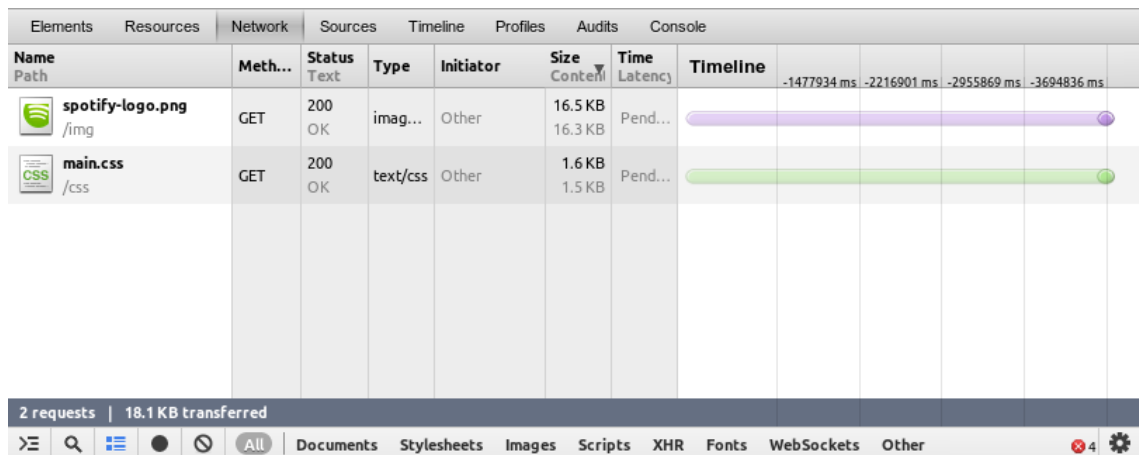 Elements Resources Network Sources Timeline Profiles Audits Console
Name Meth... Status Type Initiator Size Time Timeline
Path Text Content Latency -1477934 ms -2216901 ms -2955869 ms -3694836 ms
spotify-logo.png GET 200 imag... Other 16.5 KB Pend...
/img OK 16.3 KB
main.css GET 200 text/css Other 1.6 KB Pend...
CSS /css OK 1.5 KB
2 requests | 18.1 KB transferred
All Documents Stylesheets Images Scripts XHR Fonts WebSockets Other 4